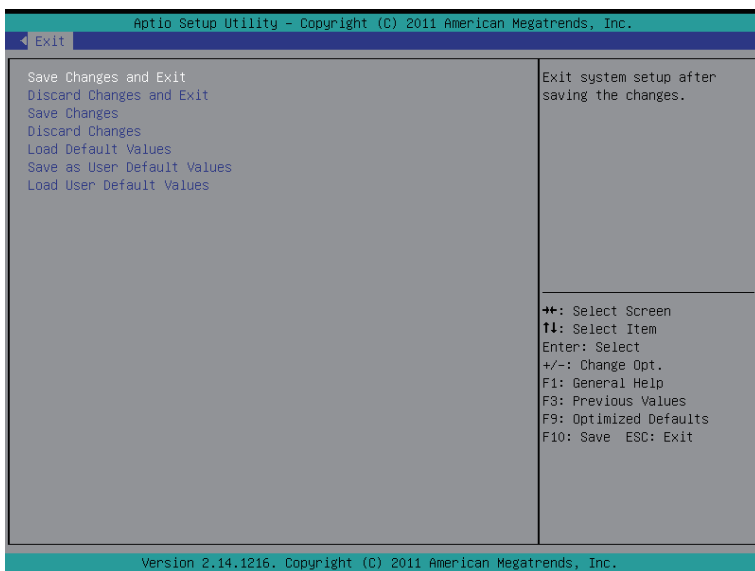 Aptio Setup Utility – Copyright (C) 2011 American Megatrends, Inc.
Exit
Save Changes and Exit
Discard Changes and Exit
Save Changes
Discard Changes
Load Default Values
Save as User Default Values
Load User Default Values
Exit system setup after
saving the changes.
→←: Select Screen
↑↓: Select Item
Enter: Select
+/-: Change Opt.
F1: General Help
F3: Previous Values
F9: Optimized Defaults
F10: Save ESC: Exit
Version 2.14.1216. Copyright (C) 2011 American Megatrends, Inc.